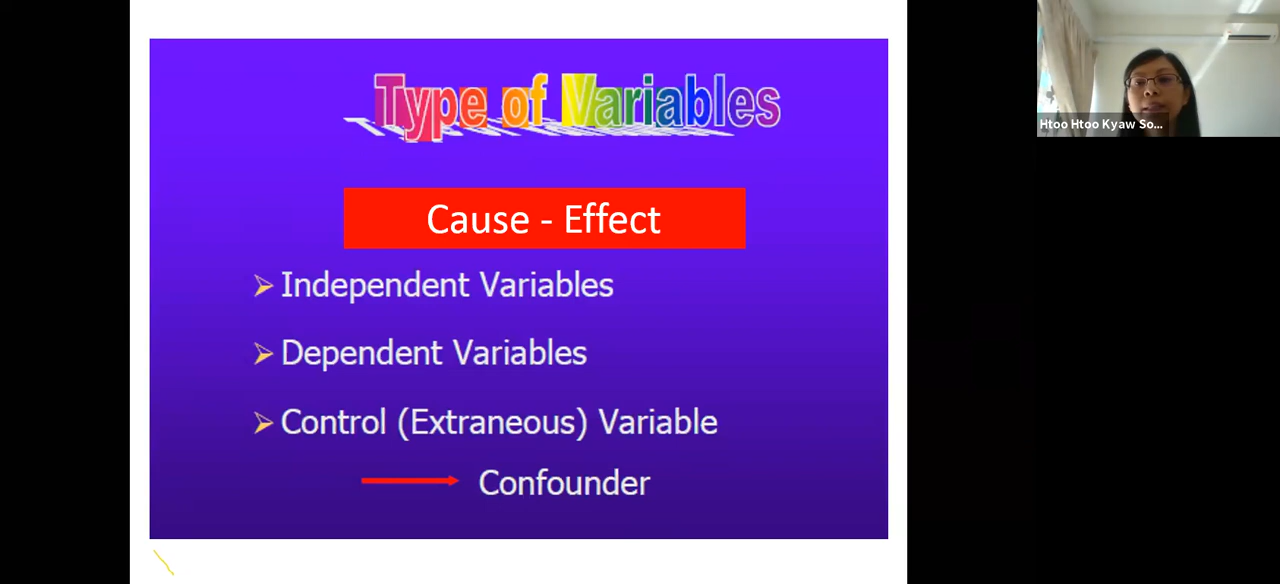 Type of Variables
Cause - Effect
Independent Variables
Dependent Variables
Control (Extraneous) Variable
Confounder
Htoo Htoo Kyaw So...